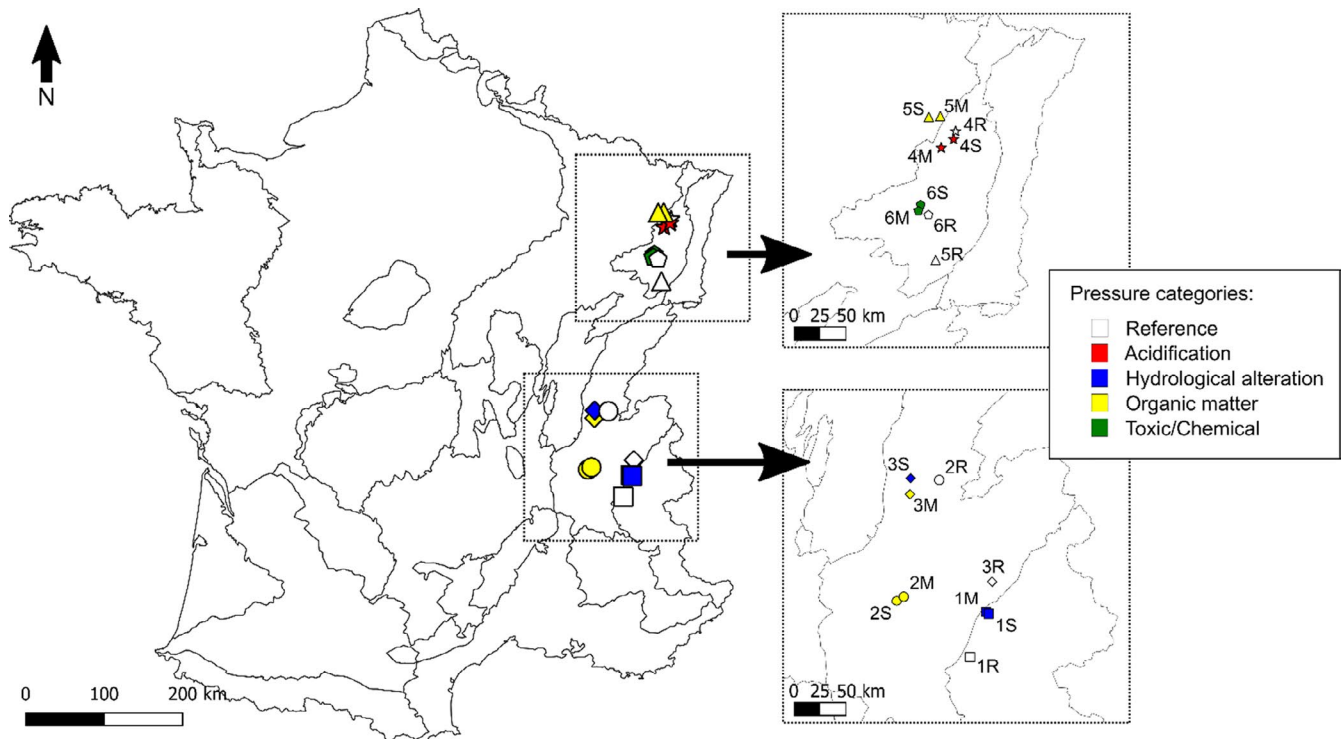 N
5S 5M
4R
4M 4S
6S
6M 6R
5R
0 25 50 km
Pressure categories:
Reference
Acidification
Hydrological alteration
Organic matter
Toxic/Chemical
3S 2R
3M
3R
2M 1M
2S 1S
1R
0 25 50 km
0 100 200 km